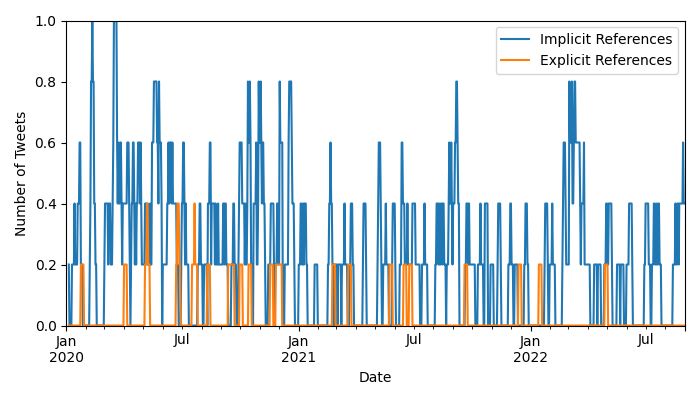 1.0
0.8
0.6
0.4
0.2
0.0
Number of Tweets
Implicit References
Explicit References
Jan
2020
Jul
Jan
2021
Jul
Jan
2022
Jul
Date